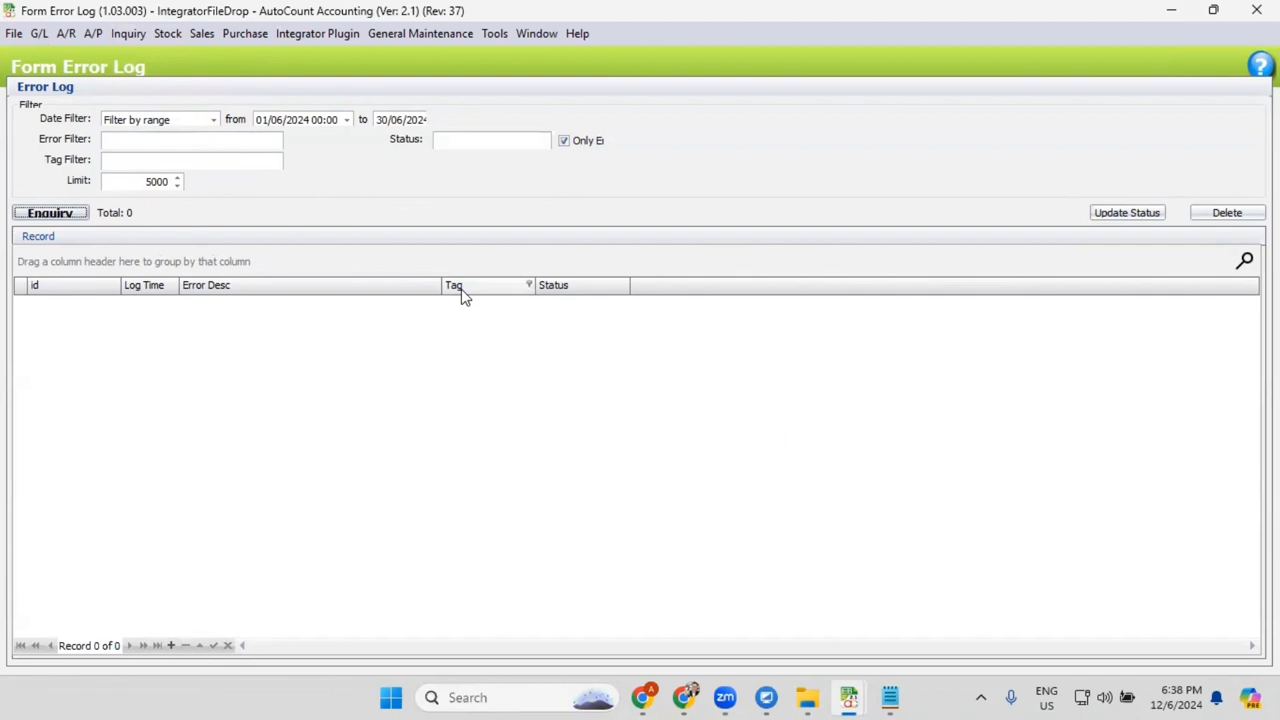 Form Error Log (1.03.003) - IntegratorFileDrop - AutoCount Accounting (Ver: 2.1) (Rev: 37)
File G/L A/R A/P Inquiry Stock Sales Purchase Integrator Plugin General Maintenance Tools Window Help
Form Error Log
?
Error Log
Filter
Date Filter: Filter by range from 01/06/2024 00:00 to 30/06/2024
Error Filter: Status: Only Er
Tag Filter:
Limit: 5000
Enquiry Total: 0 Update Status Delete
Record
Drag a column header here to group by that column
id Log Time Error Desc Tag Status
Record 0 of 0
Search A zm ENG 6:38 PM
US 12/6/2024 PRE